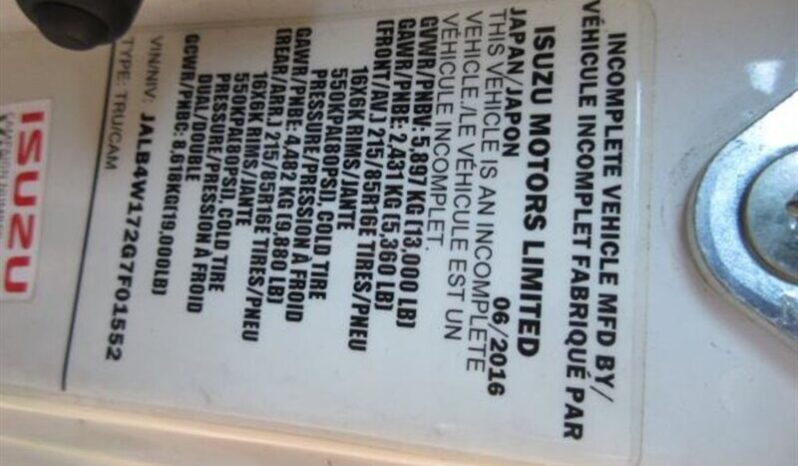 INCOMPLETE VEHICLE MFD BY/
VÉHICULE INCOMPLET FABRIQUÉ PAR
ISUZU MOTORS LIMITED
JAPAN/JAPON 06/2016
THIS VEHICLE IS AN INCOMPLETE
VEHICLE./LE VÉHICULE EST UN
VÉHICULE INCOMPLET.
GVWR/PNBV: 5,897 KG (13,000 LB)
GAWR/PNBE: 2,431 KG (5,360 LB)
(FRONT/AV.) 215/85R16E TIRES/PNEU
16X6K RIMS/JANTE
550KPA(80PSI), COLD TIRE
PRESSURE/PRESSION À FROID
GAWR/PNBE: 4,482 KG (9,880 LB)
(REAR/ARR.) 215/85R16E TIRES/PNEU
16X6K RIMS/JANTE
550KPA(80PSI), COLD TIRE
PRESSURE/PRESSION À FROID
DUAL/DOUBLE
GCWR/PNBC: 8,618KG(19,000LB)
VIN/NIV: JALB4W172G7F01552
TYPE: TRU/CAM
ISUZU